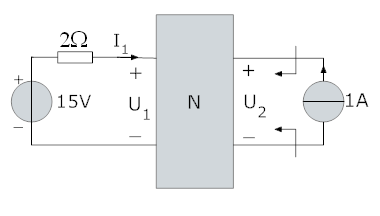 2Ω I₁
+ + +
15V U₁ N U₂ 1A
− − −